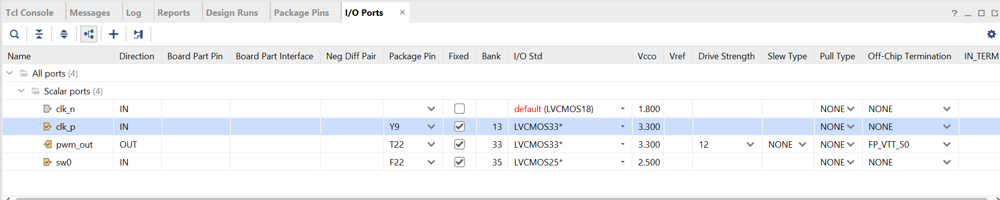 Tcl Console Messages Log Reports Design Runs Package Pins I/O Ports × ?
Name Direction Board Part Pin Board Part Interface Neg Diff Pair Package Pin Fixed Bank I/O Std Vcco Vref Drive Strength Slew Type Pull Type Off-Chip Termination IN_TERM
All ports (4)
Scalar ports (4)
clk_n IN default (LVCMOS18) 1.800 NONE NONE
clk_p IN Y9 13 LVCMOS33* 3.300 NONE NONE
pwm_out OUT T22 33 LVCMOS33* 3.300 12 NONE NONE FP_VTT_50
sw0 IN F22 35 LVCMOS25* 2.500 NONE NONE